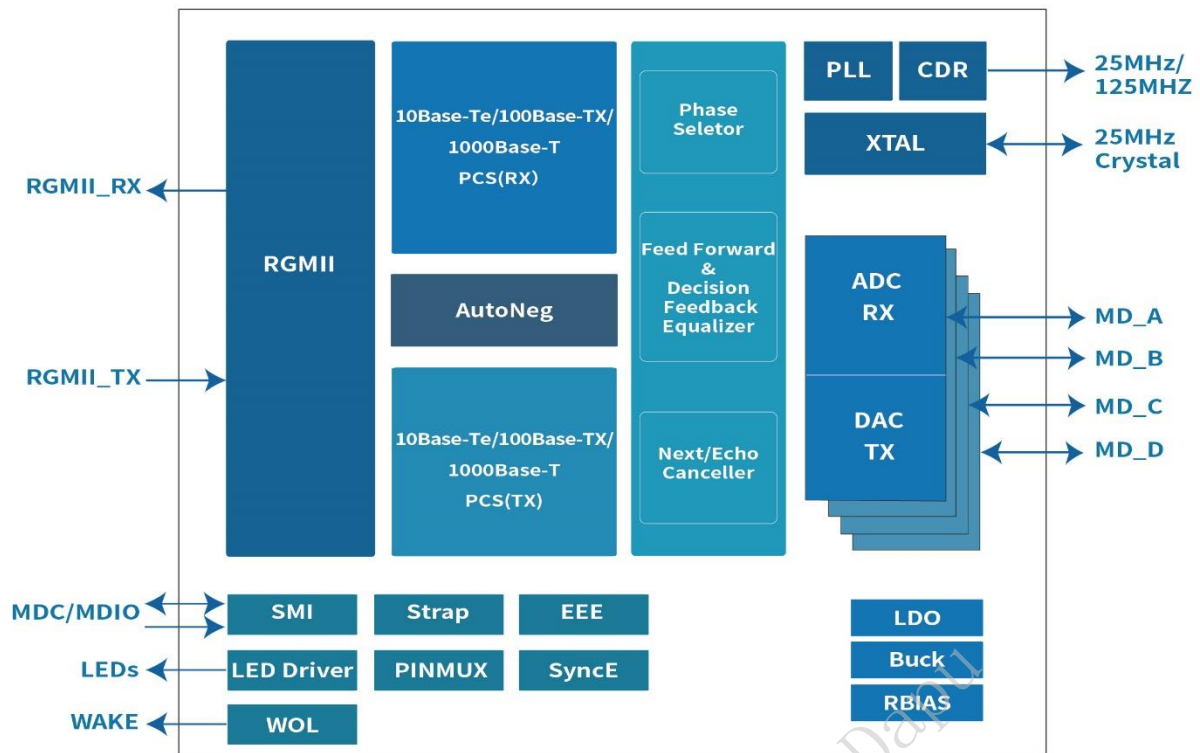 RGMII_RX
RGMII_TX
RGMII
10Base-Te/100Base-TX/
1000Base-T
PCS(RX)
AutoNeg
10Base-Te/100Base-TX/
1000Base-T
PCS(TX)
Phase
Seletor
Feed Forward
&
Decision
Feedback
Equalizer
Next/Echo
Canceller
PLL
CDR
25MHz/
125MHZ
XTAL
25MHz
Crystal
ADC
RX
DAC
TX
MD_A
MD_B
MD_C
MD_D
MDC/MDIO
SMI
Strap
EEE
LEDs
LED Driver
PINMUX
SyncE
WAKE
WOL
LDO
Buck
RBIAS
Dapu